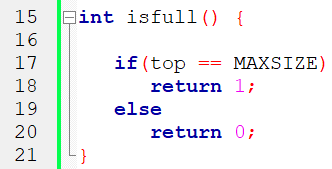 15 int isfull() {
16
17 if(top == MAXSIZE)
18 return 1;
19 else
20 return 0;
21 }